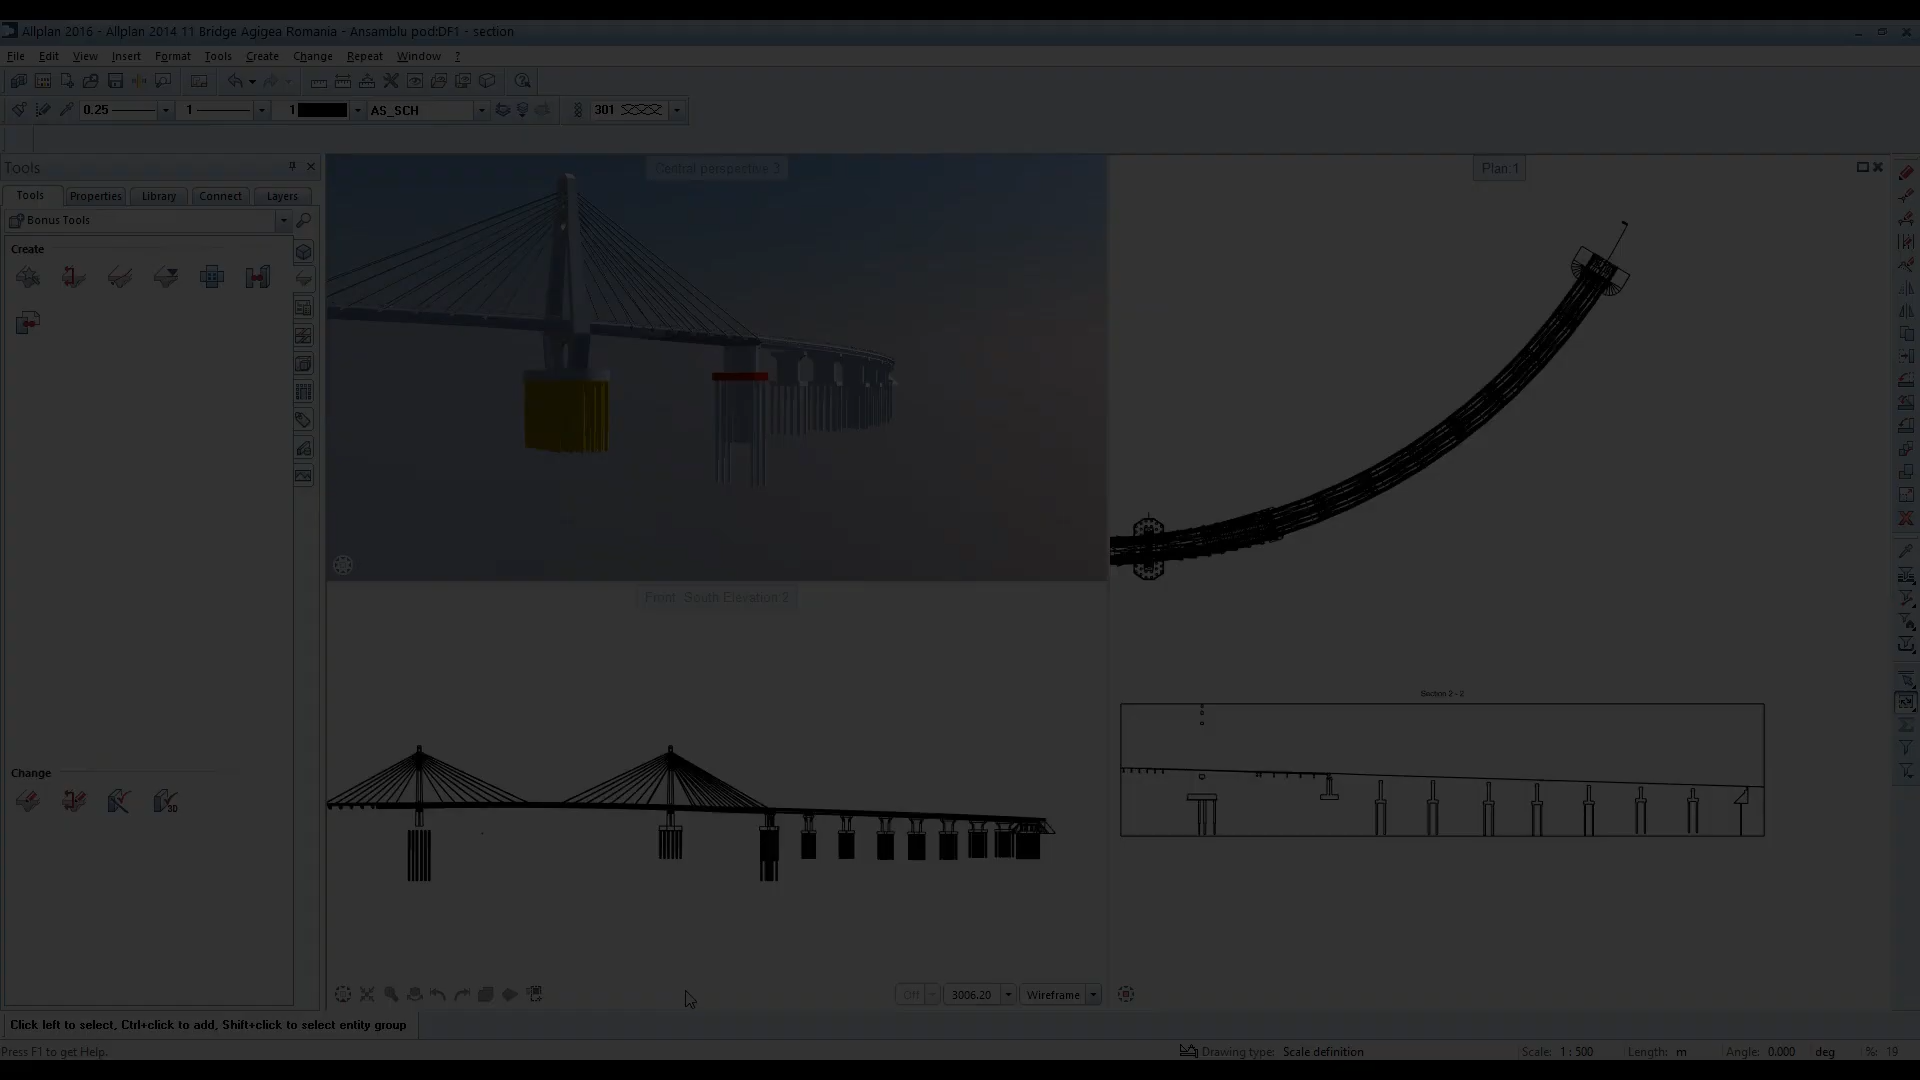 Allplan 2016 - Allplan 2014 11 Bridge Agigea Romania - Ansamblu pod:DF1 - section
File Edit View Insert Format Tools Create Change Repeat Window ?
0.25 1 1 AS_SCH 301
Tools
Tools Properties Library Connect Layers
Bonus Tools
Create
Change
3D
Central perspective:3
Plan:1
Front, South Elevation:2
Section 2 - 2
Off 3006.20 Wireframe
Click left to select, Ctrl+click to add, Shift+click to select entity group
Press F1 to get Help.
Drawing type: Scale definition Scale: 1 : 500 Length: m Angle: 0.000 deg %: 19